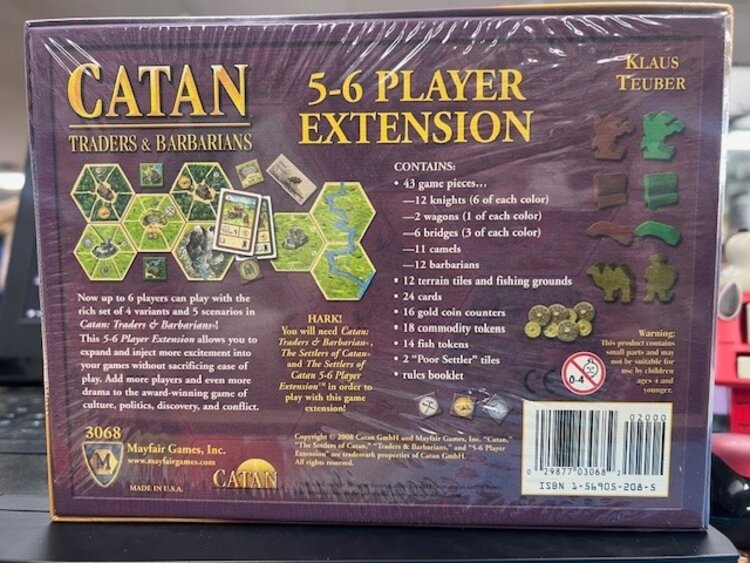 CATAN
TRADERS & BARBARIANS
5-6 PLAYER
EXTENSION
KLAUS
TEUBER
Now up to 6 players can play with the
rich set of 4 variants and 5 scenarios in
Catan: Traders & Barbarians!
This 5-6 Player Extension allows you to
expand and inject more excitement into
your games without sacrificing ease of
play. Add more players and even more
drama to the award-winning game of
culture, politics, discovery, and conflict.
HARK!
You will need Catan:
Traders & Barbarians,
The Settlers of Catan
and The Settlers of
Catan 5-6 Player
Extension™ in order to
play with this game
extension!
CONTAINS:
• 43 game pieces...
—12 knights (6 of each color)
—2 wagons (1 of each color)
—6 bridges (3 of each color)
—11 camels
—12 barbarians
• 12 terrain tiles and fishing grounds
• 24 cards
• 16 gold coin counters
• 18 commodity tokens
• 14 fish tokens
• 2 "Poor Settler" tiles
• rules booklet
Warning:
This product contains
small parts and may
not be suitable for
use by children
ages 4 and
younger.
CE
0-4
3068
M
Mayfair Games, Inc.
www.mayfairgames.com
MADE IN U.S.A.
CATAN
Copyright © 2008 Catan GmbH and Mayfair Games, Inc. "Catan,"
"The Settlers of Catan," "Traders & Barbarians," and "5-6 Player
Extension" are trademark properties of Catan GmbH.
All rights reserved.
02000
0 29877 03068 2
ISBN 1-56905-208-5